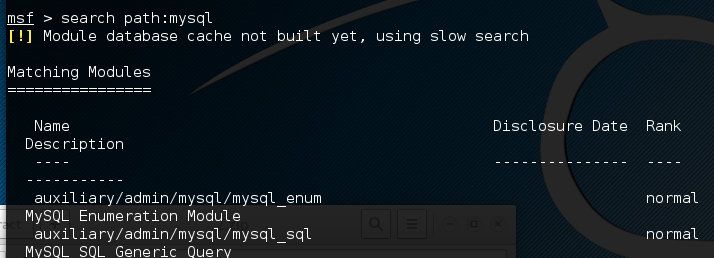 msf > search path:mysql
[!] Module database cache not built yet, using slow search
Matching Modules
================
Name Disclosure Date Rank
Description
---- --------------- ----
-----------
auxiliary/admin/mysql/mysql_enum normal
MySQL Enumeration Module
auxiliary/admin/mysql/mysql_sql normal
MySQL SQL Generic Query